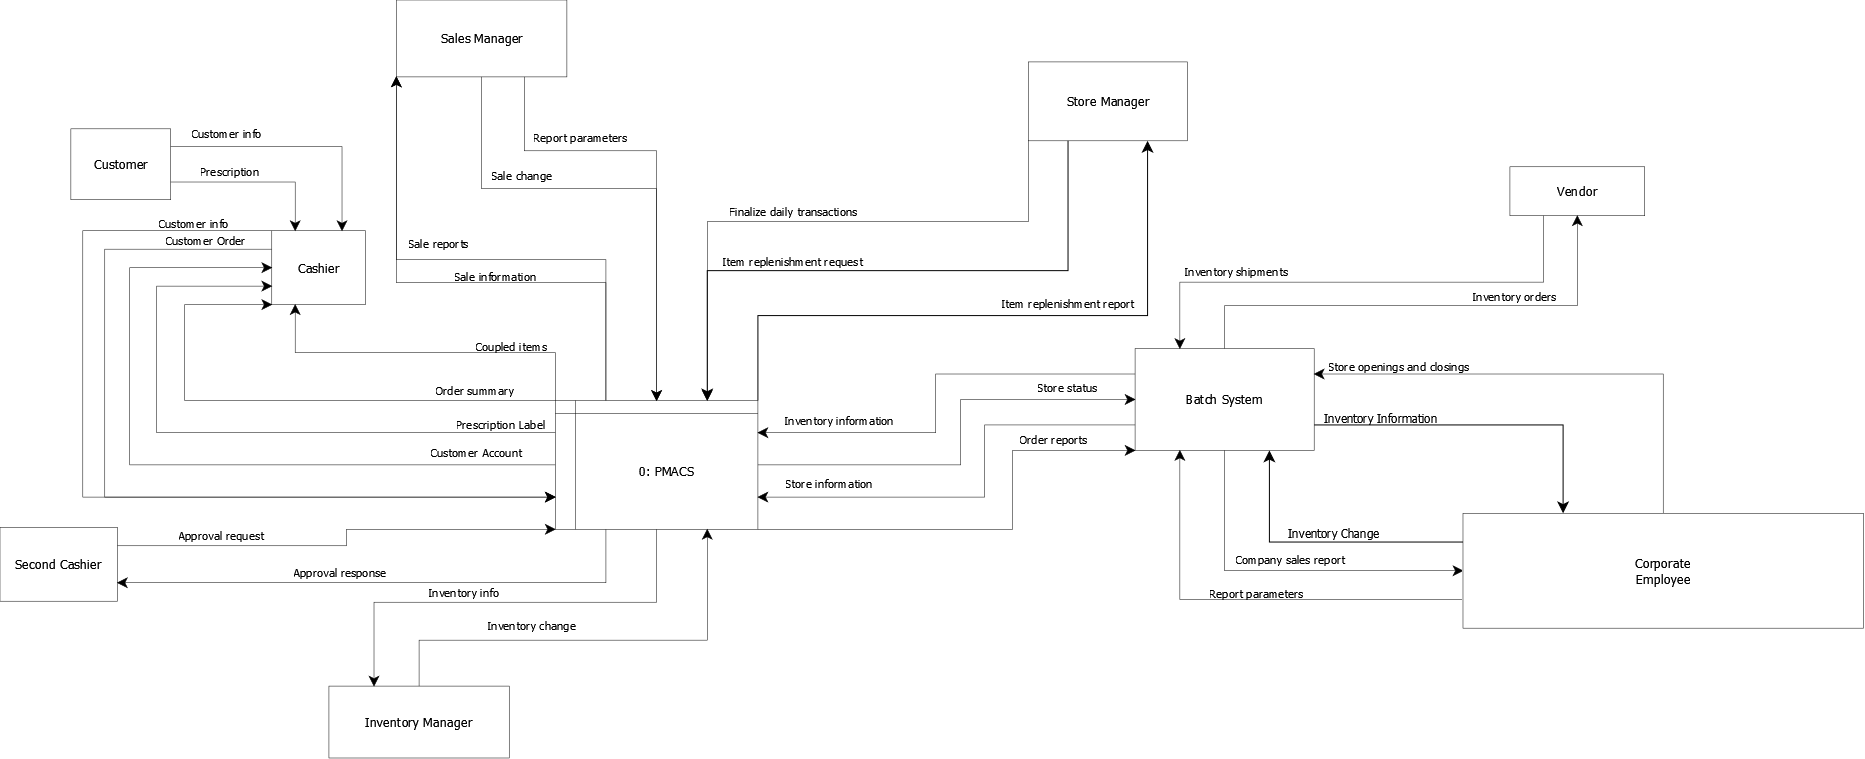 Sales Manager
Store Manager
Customer info
Report parameters
Customer
Prescription
Sale change
Vendor
Finalize daily transactions
Customer info
Customer Order
Sale reports
Cashier
Item replenishment request
Sale information
Inventory shipments
Inventory orders
Item replenishment report
Coupled items
Store openings and closings
Order summary
Store status
Batch System
Inventory information
Inventory Information
Prescription Label
Order reports
Customer Account
0: PMACS
Store information
Approval request
Inventory Change
Second Cashier
Company sales report
Corporate
Employee
Approval response
Inventory info
Report parameters
Inventory change
Inventory Manager